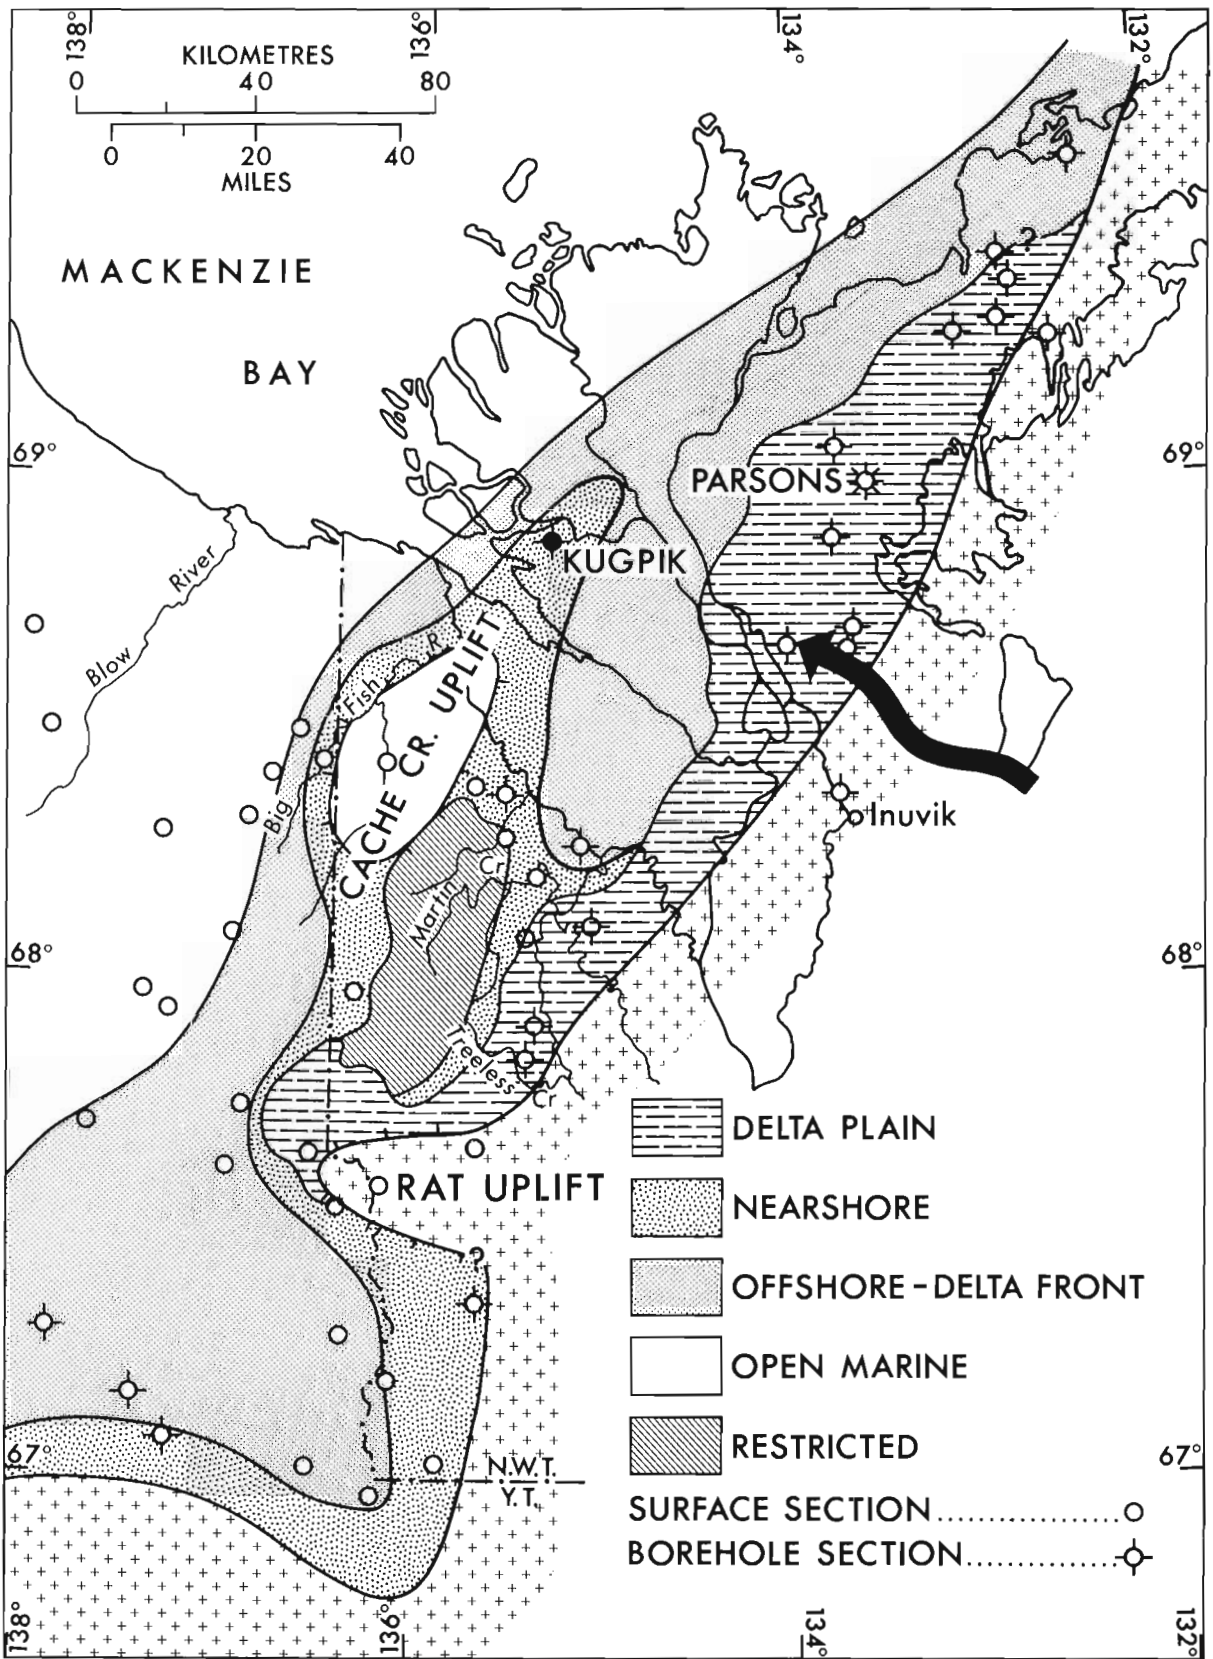 138°
136°
134°
132°
KILOMETRES
0 40 80
0 20 40
MILES
MACKENZIE
BAY
?
69°
69°
PARSONS
KUGPIK
River
Blow
R
Fish
Big
CACHE CR. UPLIFT
Inuvik
Cr
Martin
68°
68°
Treeless
Cr
DELTA PLAIN
RAT UPLIFT
NEARSHORE
?
OFFSHORE-DELTA FRONT
OPEN MARINE
RESTRICTED
67°
67°
N.W.T.
Y.T.
SURFACE SECTION
BOREHOLE SECTION
138°
136°
134°
132°